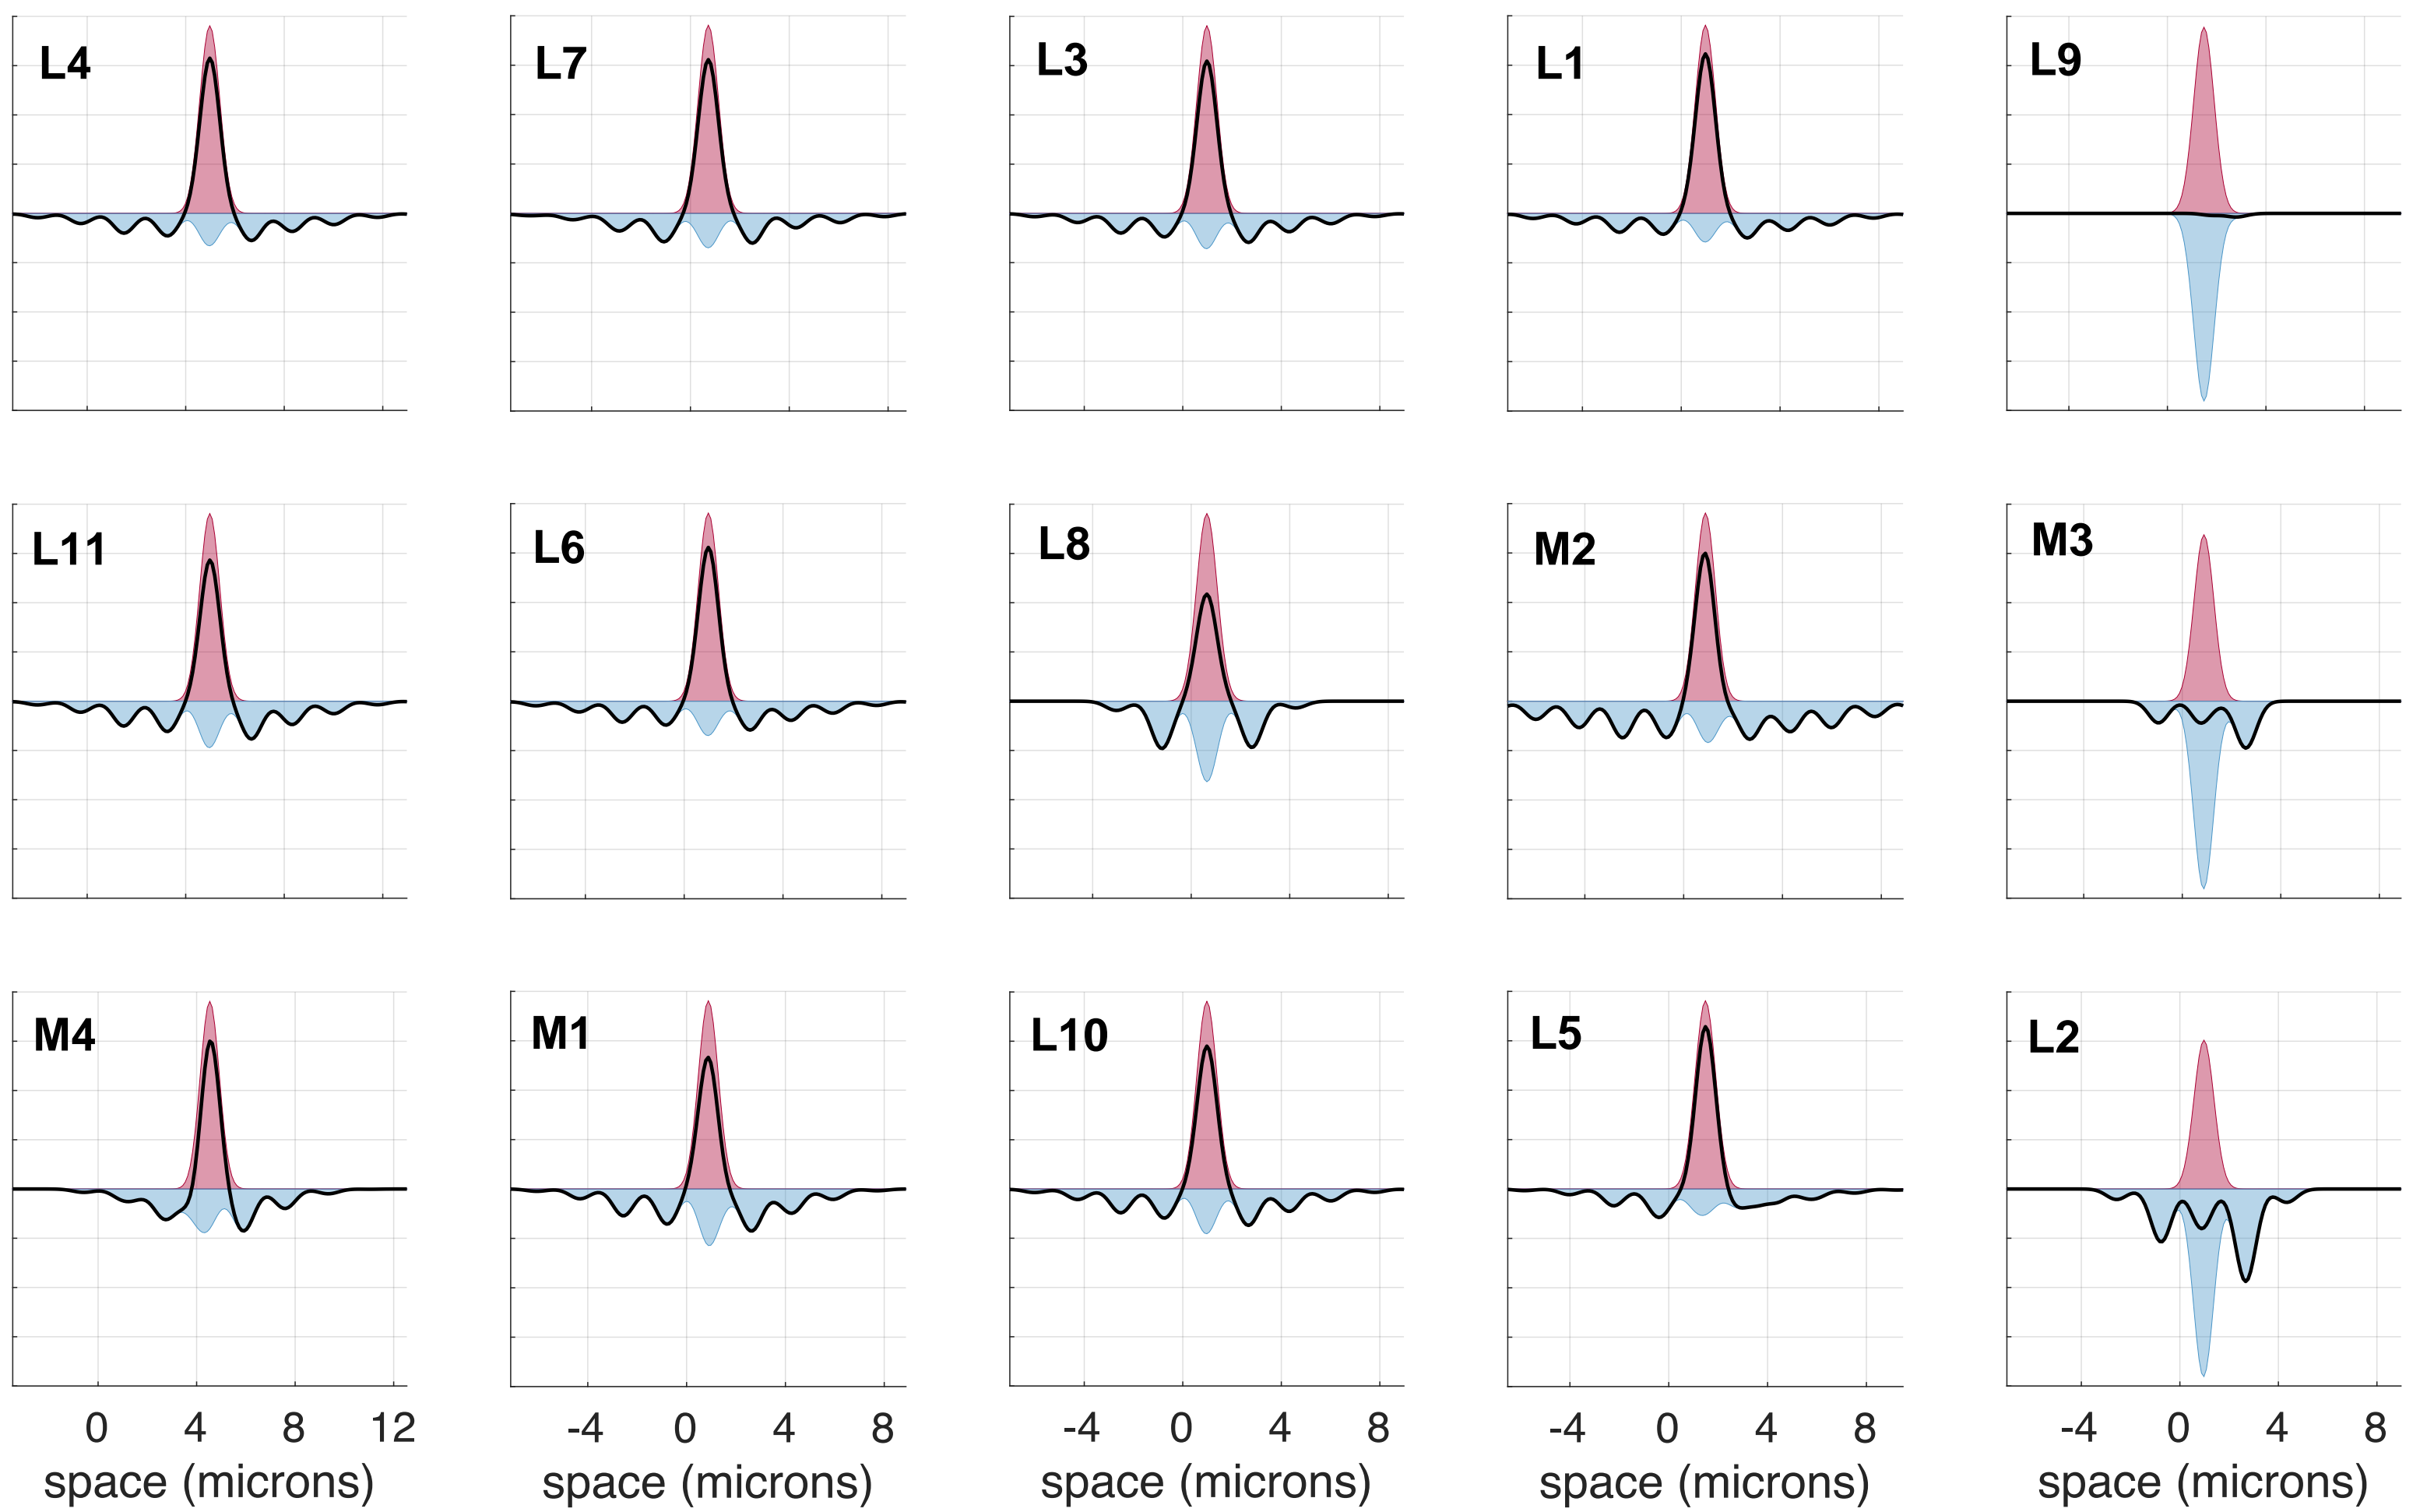 L4 L7 L3 L1 L9
L11 L6 L8 M2 M3
M4 M1 L10 L5 L2
0 4 8 12 -4 0 4 8 -4 0 4 8 -4 0 4 8 -4 0 4 8
space (microns) space (microns) space (microns) space (microns) space (microns)